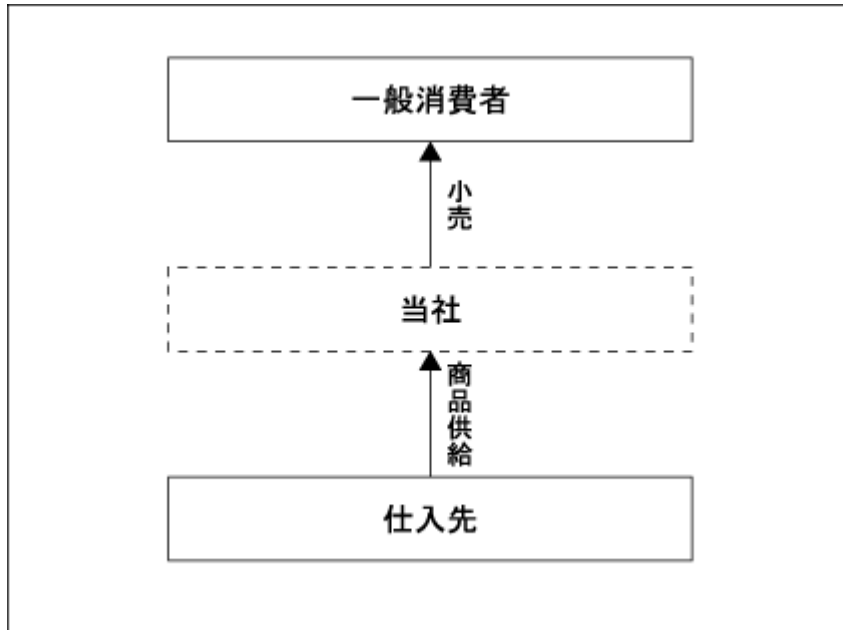 一般消費者
小売
当社
商品供給
仕入先